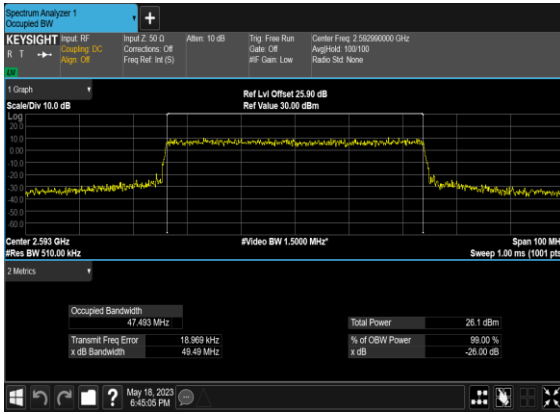 Spectrum Analyzer 1
Occupied BW
+
KEYSIGHT
R T
LW
Input: RF
Coupling: DC
Align: Off
Input Z: 50 Ω
Corrections: Off
Freq Ref: Int (S)
Atten: 10 dB
Trig: Free Run
Gate: Off
#IF Gain: Low
Center Freq: 2.592990000 GHz
Avg|Hold: 100/100
Radio Std: None
1 Graph
Scale/Div 10.0 dB
Ref Lvl Offset 25.90 dB
Ref Value 30.00 dBm
Log
20.0
10.0
0.00
-10.0
-20.0
-30.0
-40.0
-50.0
-60.0
Center 2.593 GHz
#Res BW 510.00 kHz
#Video BW 1.5000 MHz*
Span 100 MH
Sweep 1.00 ms (1001 pts
2 Metrics
Occupied Bandwidth
47.493 MHz
Transmit Freq Error 18.969 kHz
x dB Bandwidth 49.49 MHz
Total Power 26.1 dBm
% of OBW Power 99.00 %
x dB -26.00 dB
?
May 18, 2023
6:45:05 PM